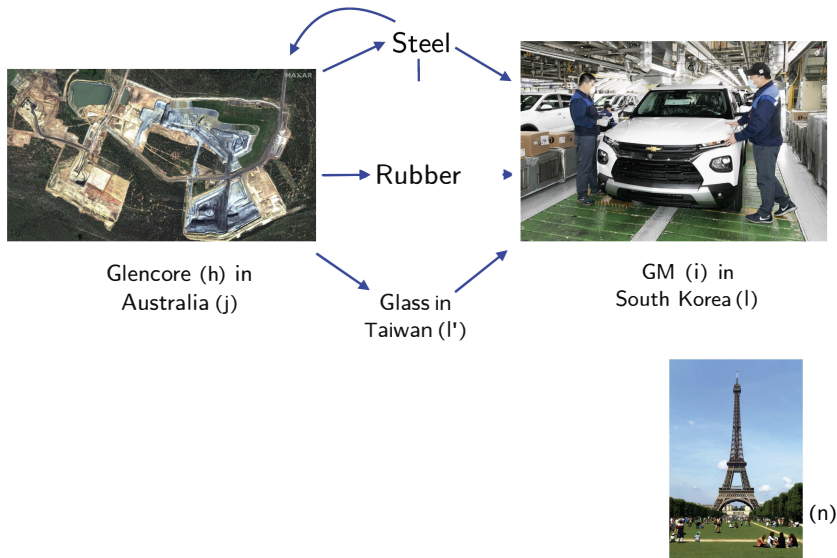 Steel
MAXAR
Rubber
Glencore (h) in
Australia (j)
GM (i) in
South Korea (l)
Glass in
Taiwan (l')
(n)